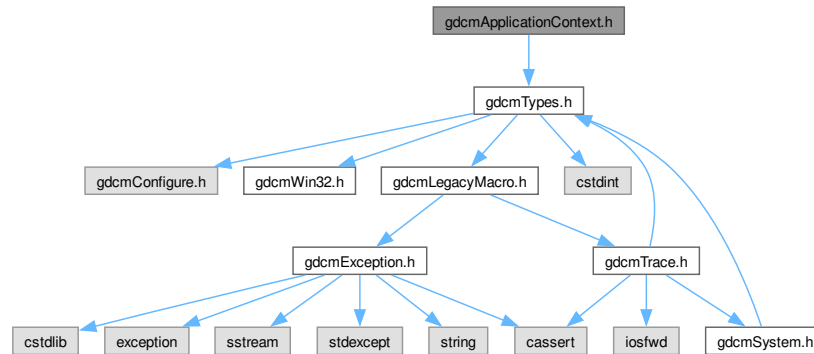 gdcmApplicationContext.h
gdcmTypes.h
gdcmConfigure.h
gdcmWin32.h
gdcmLegacyMacro.h
cstdint
gdcmException.h
gdcmTrace.h
cstdlib
exception
sstream
stdexcept
string
cassert
iosfwd
gdcmSystem.h